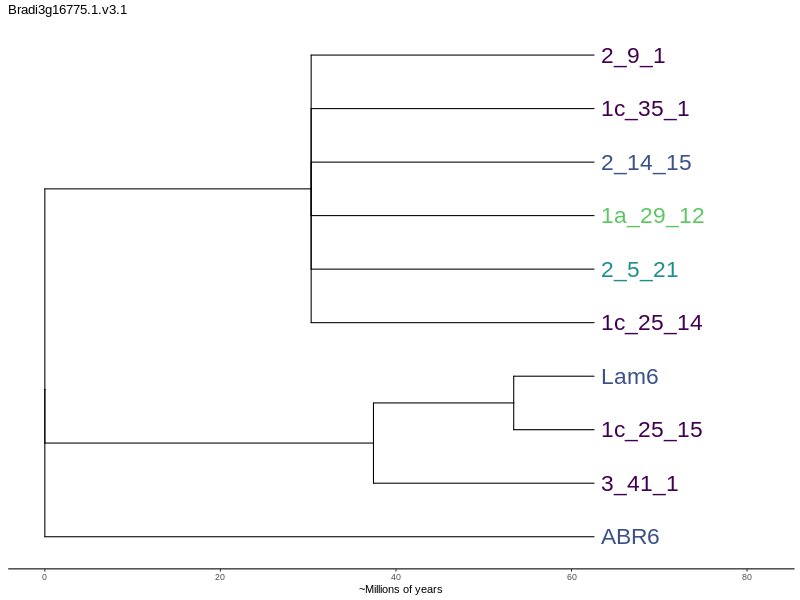 Bradi3g16775.1.v3.1
2_9_1
1c_35_1
2_14_15
1a_29_12
2_5_21
1c_25_14
Lam6
1c_25_15
3_41_1
ABR6
0 20 40 60 80
~Millions of years